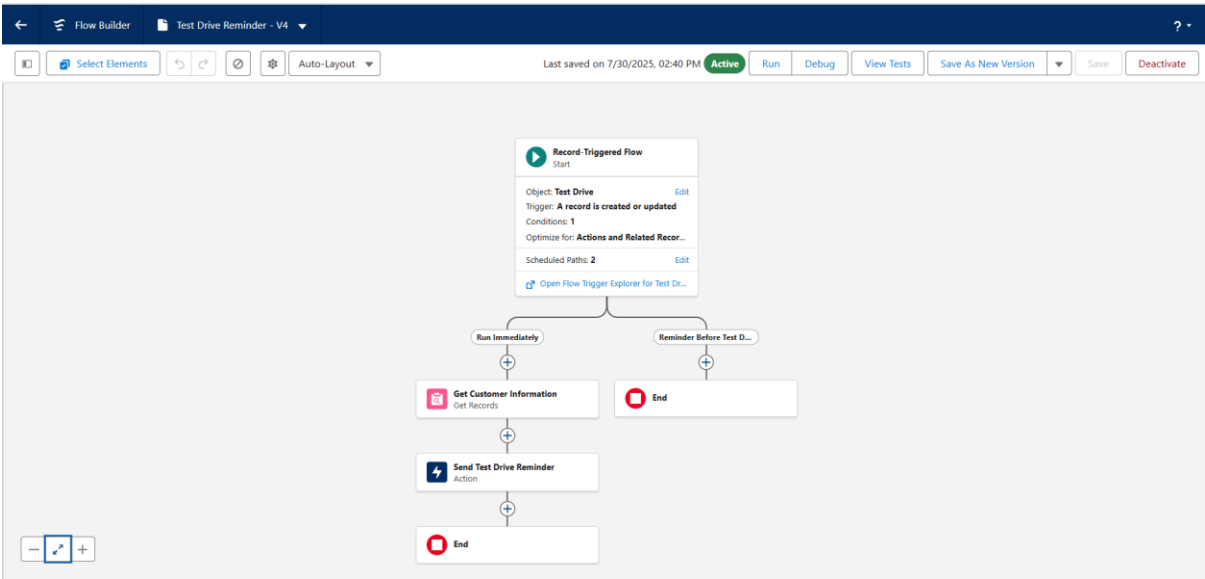 Flow Builder
Test Drive Reminder - V4
?
Select Elements
Auto-Layout
Last saved on 7/30/2025, 02:40 PM
Active
Run
Debug
View Tests
Save As New Version
Save
Deactivate
Record-Triggered Flow
Start
Object: Test Drive
Edit
Trigger: A record is created or updated
Conditions: 1
Optimize for: Actions and Related Recor...
Scheduled Paths: 2
Edit
Open Flow Trigger Explorer for Test Dr...
Run Immediately
Reminder Before Test D...
Get Customer Information
Get Records
End
Send Test Drive Reminder
Action
End